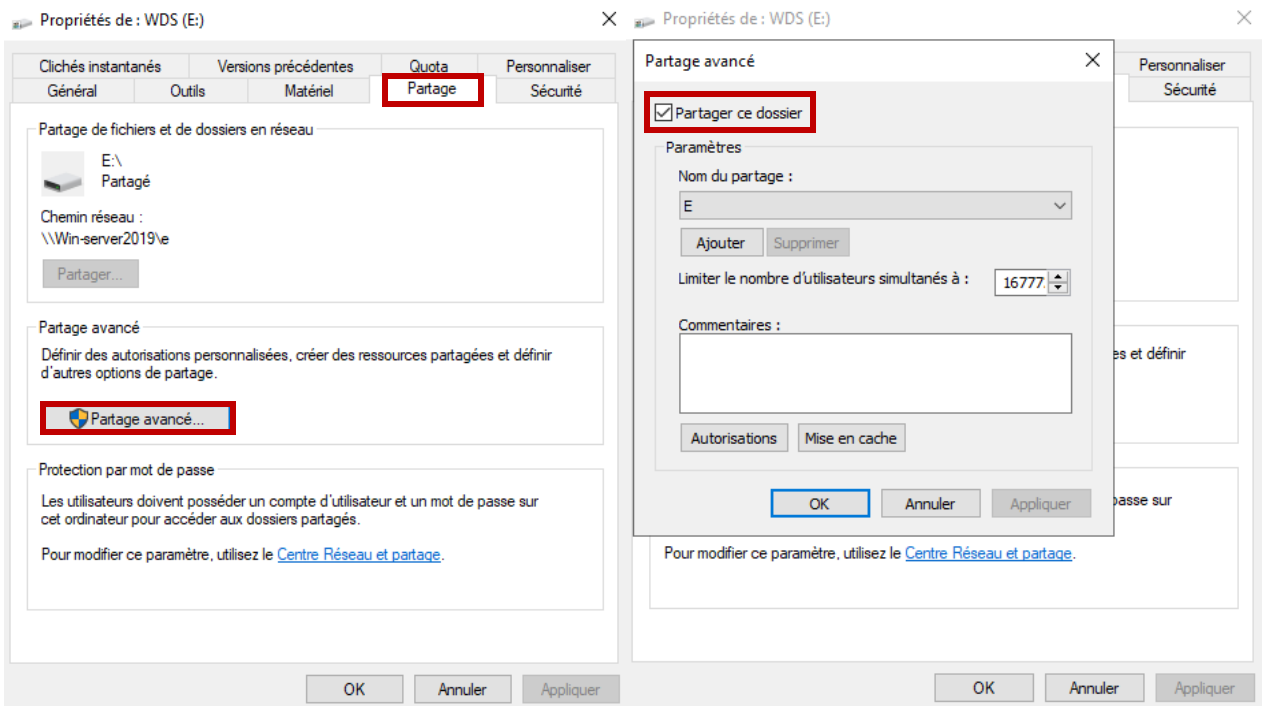 Propriétés de : WDS (E:)
Clichés instantanés
Versions précédentes
Quota
Personnaliser
Général
Outils
Matériel
Partage
Sécurité
Partage de fichiers et de dossiers en réseau
E:\
Partagé
Chemin réseau :
\\Win-server2019\e
Partager...
Partage avancé
Définir des autorisations personnalisées, créer des ressources partagées et définir
d'autres options de partage.
Partage avancé...
Protection par mot de passe
Les utilisateurs doivent posséder un compte d'utilisateur et un mot de passe sur
cet ordinateur pour accéder aux dossiers partagés.
Pour modifier ce paramètre, utilisez le Centre Réseau et partage.
OK
Annuler
Appliquer
Propriétés de : WDS (E:)
Personnaliser
Sécurité
Partage avancé
Partager ce dossier
Paramètres
Nom du partage :
E
Ajouter
Supprimer
Limiter le nombre d'utilisateurs simultanés à :
16777
Commentaires :
Autorisations
Mise en cache
OK
Annuler
Appliquer
es et définir
passe sur
Pour modifier ce paramètre, utilisez le Centre Réseau et partage.
OK
Annuler
Appliquer